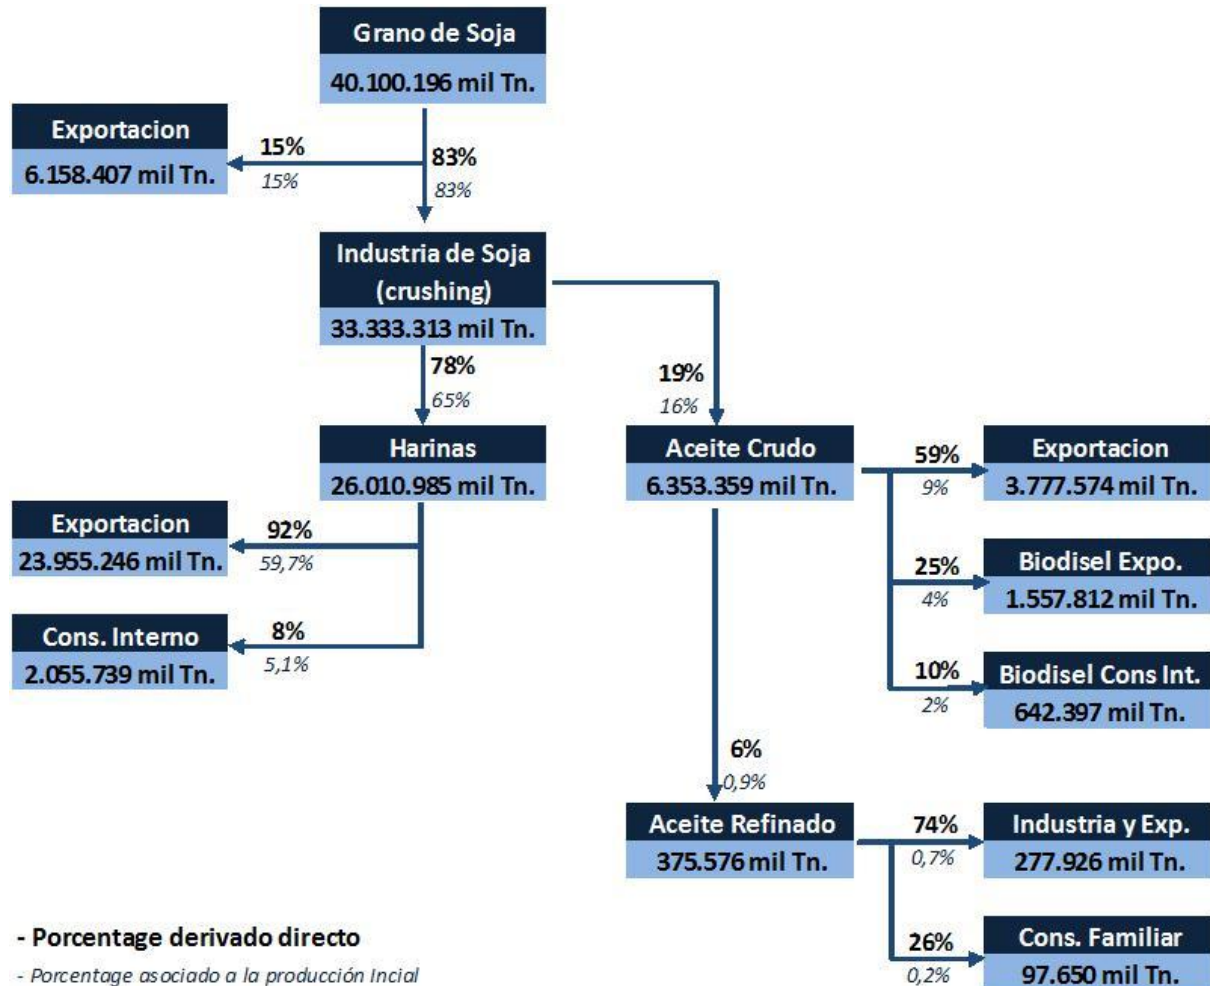 Grano de Soja
40.100.196 mil Tn.
Exportacion
6.158.407 mil Tn.
15%
15%
83%
83%
Industria de Soja
(crushing)
33.333.313 mil Tn.
78%
65%
19%
16%
Harinas
26.010.985 mil Tn.
Aceite Crudo
6.353.359 mil Tn.
59%
9%
Exportacion
3.777.574 mil Tn.
Exportacion
23.955.246 mil Tn.
92%
59,7%
25%
4%
Biodisel Expo.
1.557.812 mil Tn.
Cons. Interno
2.055.739 mil Tn.
8%
5,1%
10%
2%
Biodisel Cons Int.
642.397 mil Tn.
6%
0,9%
Aceite Refinado
375.576 mil Tn.
74%
0,7%
Industria y Exp.
277.926 mil Tn.
26%
0,2%
Cons. Familiar
97.650 mil Tn.
- Porcentage derivado directo
- Porcentage asociado a la producción Incial